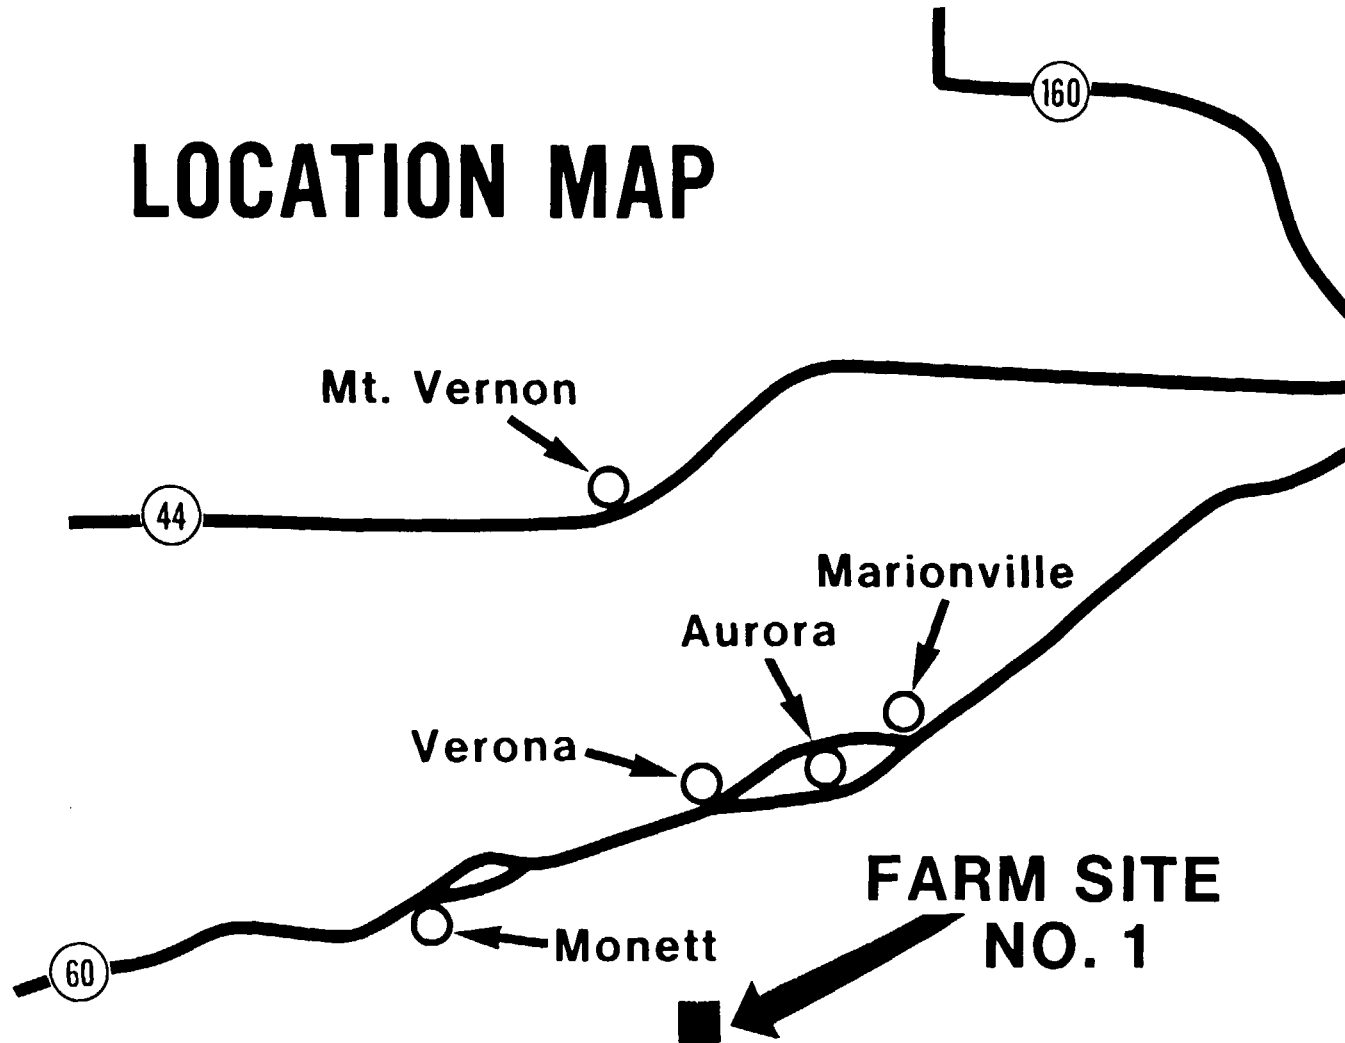 160
LOCATION MAP
Mt. Vernon
44
Marionville
Aurora
Verona
FARM SITE
NO. 1
Monett
60